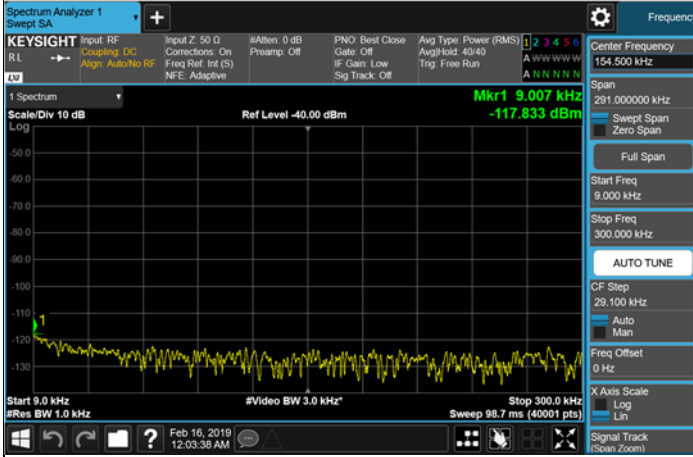 Spectrum Analyzer 1
Swept SA
+
Frequency
KEYSIGHT
RL
LXI
Input: RF
Coupling: DC
Align: Auto/No RF
Input Z: 50 Ω
Corrections: On
Freq Ref: Int (S)
NFE: Adaptive
#Atten: 0 dB
Preamp: Off
PNO: Best Close
Gate: Off
IF Gain: Low
Sig Track: Off
Avg Type: Power (RMS)
Avg|Hold: 40/40
Trig: Free Run
1 2 3 4 5 6
A W W W W W
A N N N N N
1 Spectrum
Scale/Div 10 dB
Log
Ref Level -40.00 dBm
Mkr1 9.007 kHz
-117.833 dBm
-50.0
-60.0
-70.0
-80.0
-90.0
-100
-110
-120
-130
1
Start 9.0 kHz
#Res BW 1.0 kHz
#Video BW 3.0 kHz*
Stop 300.0 kHz
Sweep 98.7 ms (40001 pts)
Center Frequency
154.500 kHz
Span
291.000000 kHz
Swept Span
Zero Span
Full Span
Start Freq
9.000 kHz
Stop Freq
300.000 kHz
AUTO TUNE
CF Step
29.100 kHz
Auto
Man
Freq Offset
0 Hz
X Axis Scale
Log
Lin
Signal Track
(Span Zoom)
?
Feb 16, 2019
12:03:38 AM